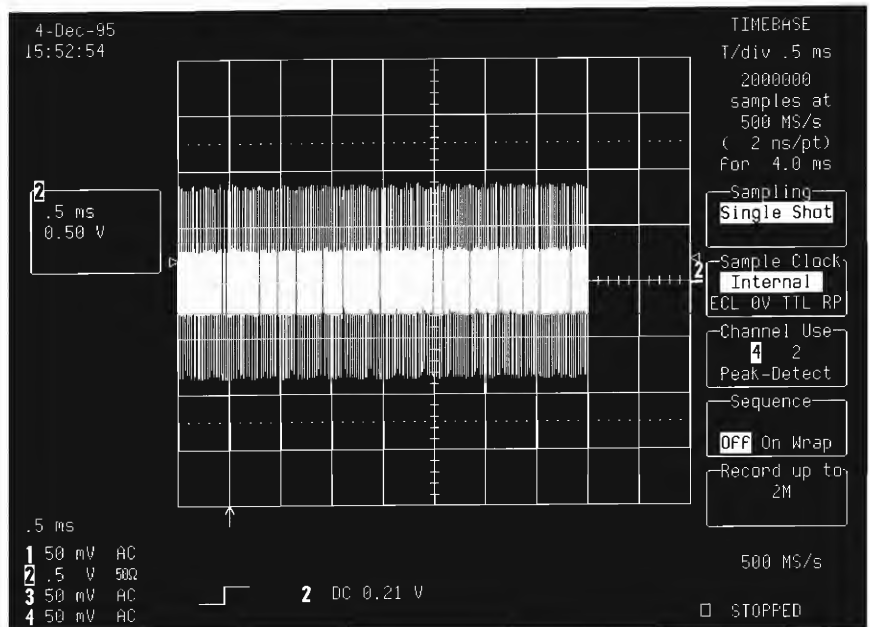 4-Dec-95
15:52:54
2
.5 ms
0.50 V
2
TIMEBASE
T/div .5 ms
2000000
samples at
500 MS/s
( 2 ns/pt)
for 4.0 ms
Sampling
Single Shot
Sample Clock
Internal
ECL 0V TTL RP
Channel Use
4 2
Peak-Detect
Sequence
Off On Wrap
Record up to
2M
.5 ms
1 50 mV AC
2 .5 V 50Ω
3 50 mV AC
4 50 mV AC
2 DC 0.21 V
500 MS/s
□ STOPPED